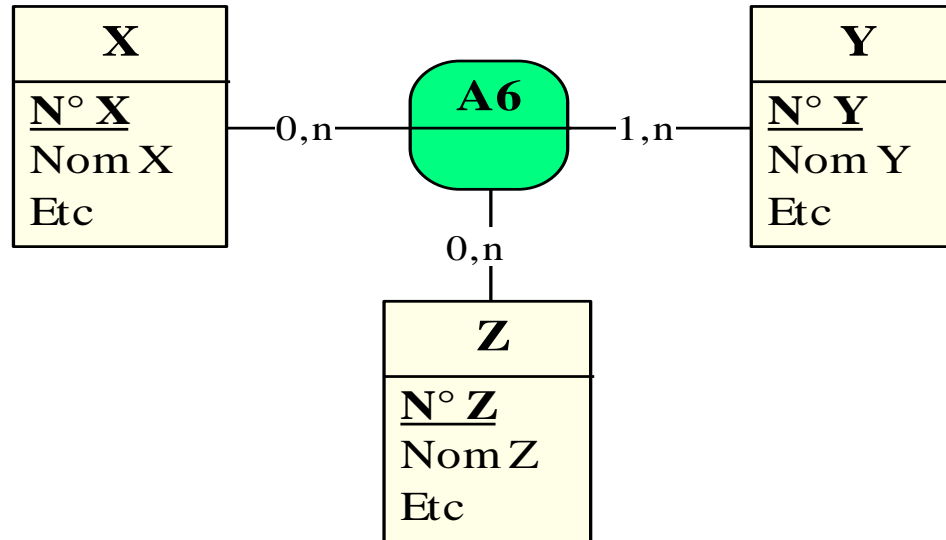 X
N° X
Nom X
Etc
0,n
A6
1,n
Y
N° Y
Nom Y
Etc
0,n
Z
N° Z
Nom Z
Etc